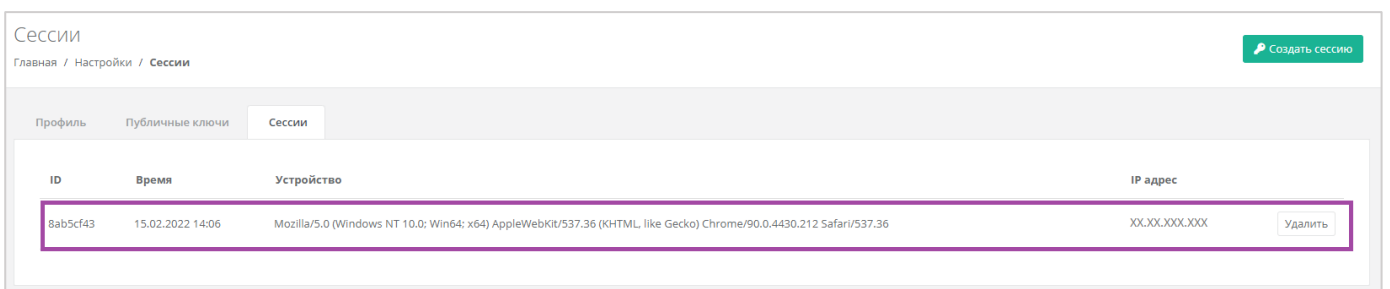 Сессии
Главная / Настройки / Сессии
Создать сессию
Профиль Публичные ключи Сессии
ID Время Устройство IP адрес
8ab5cf43 15.02.2022 14:06 Mozilla/5.0 (Windows NT 10.0; Win64; x64) AppleWebKit/537.36 (KHTML, like Gecko) Chrome/90.0.4430.212 Safari/537.36 XX.XX.XXX.XXX Удалить